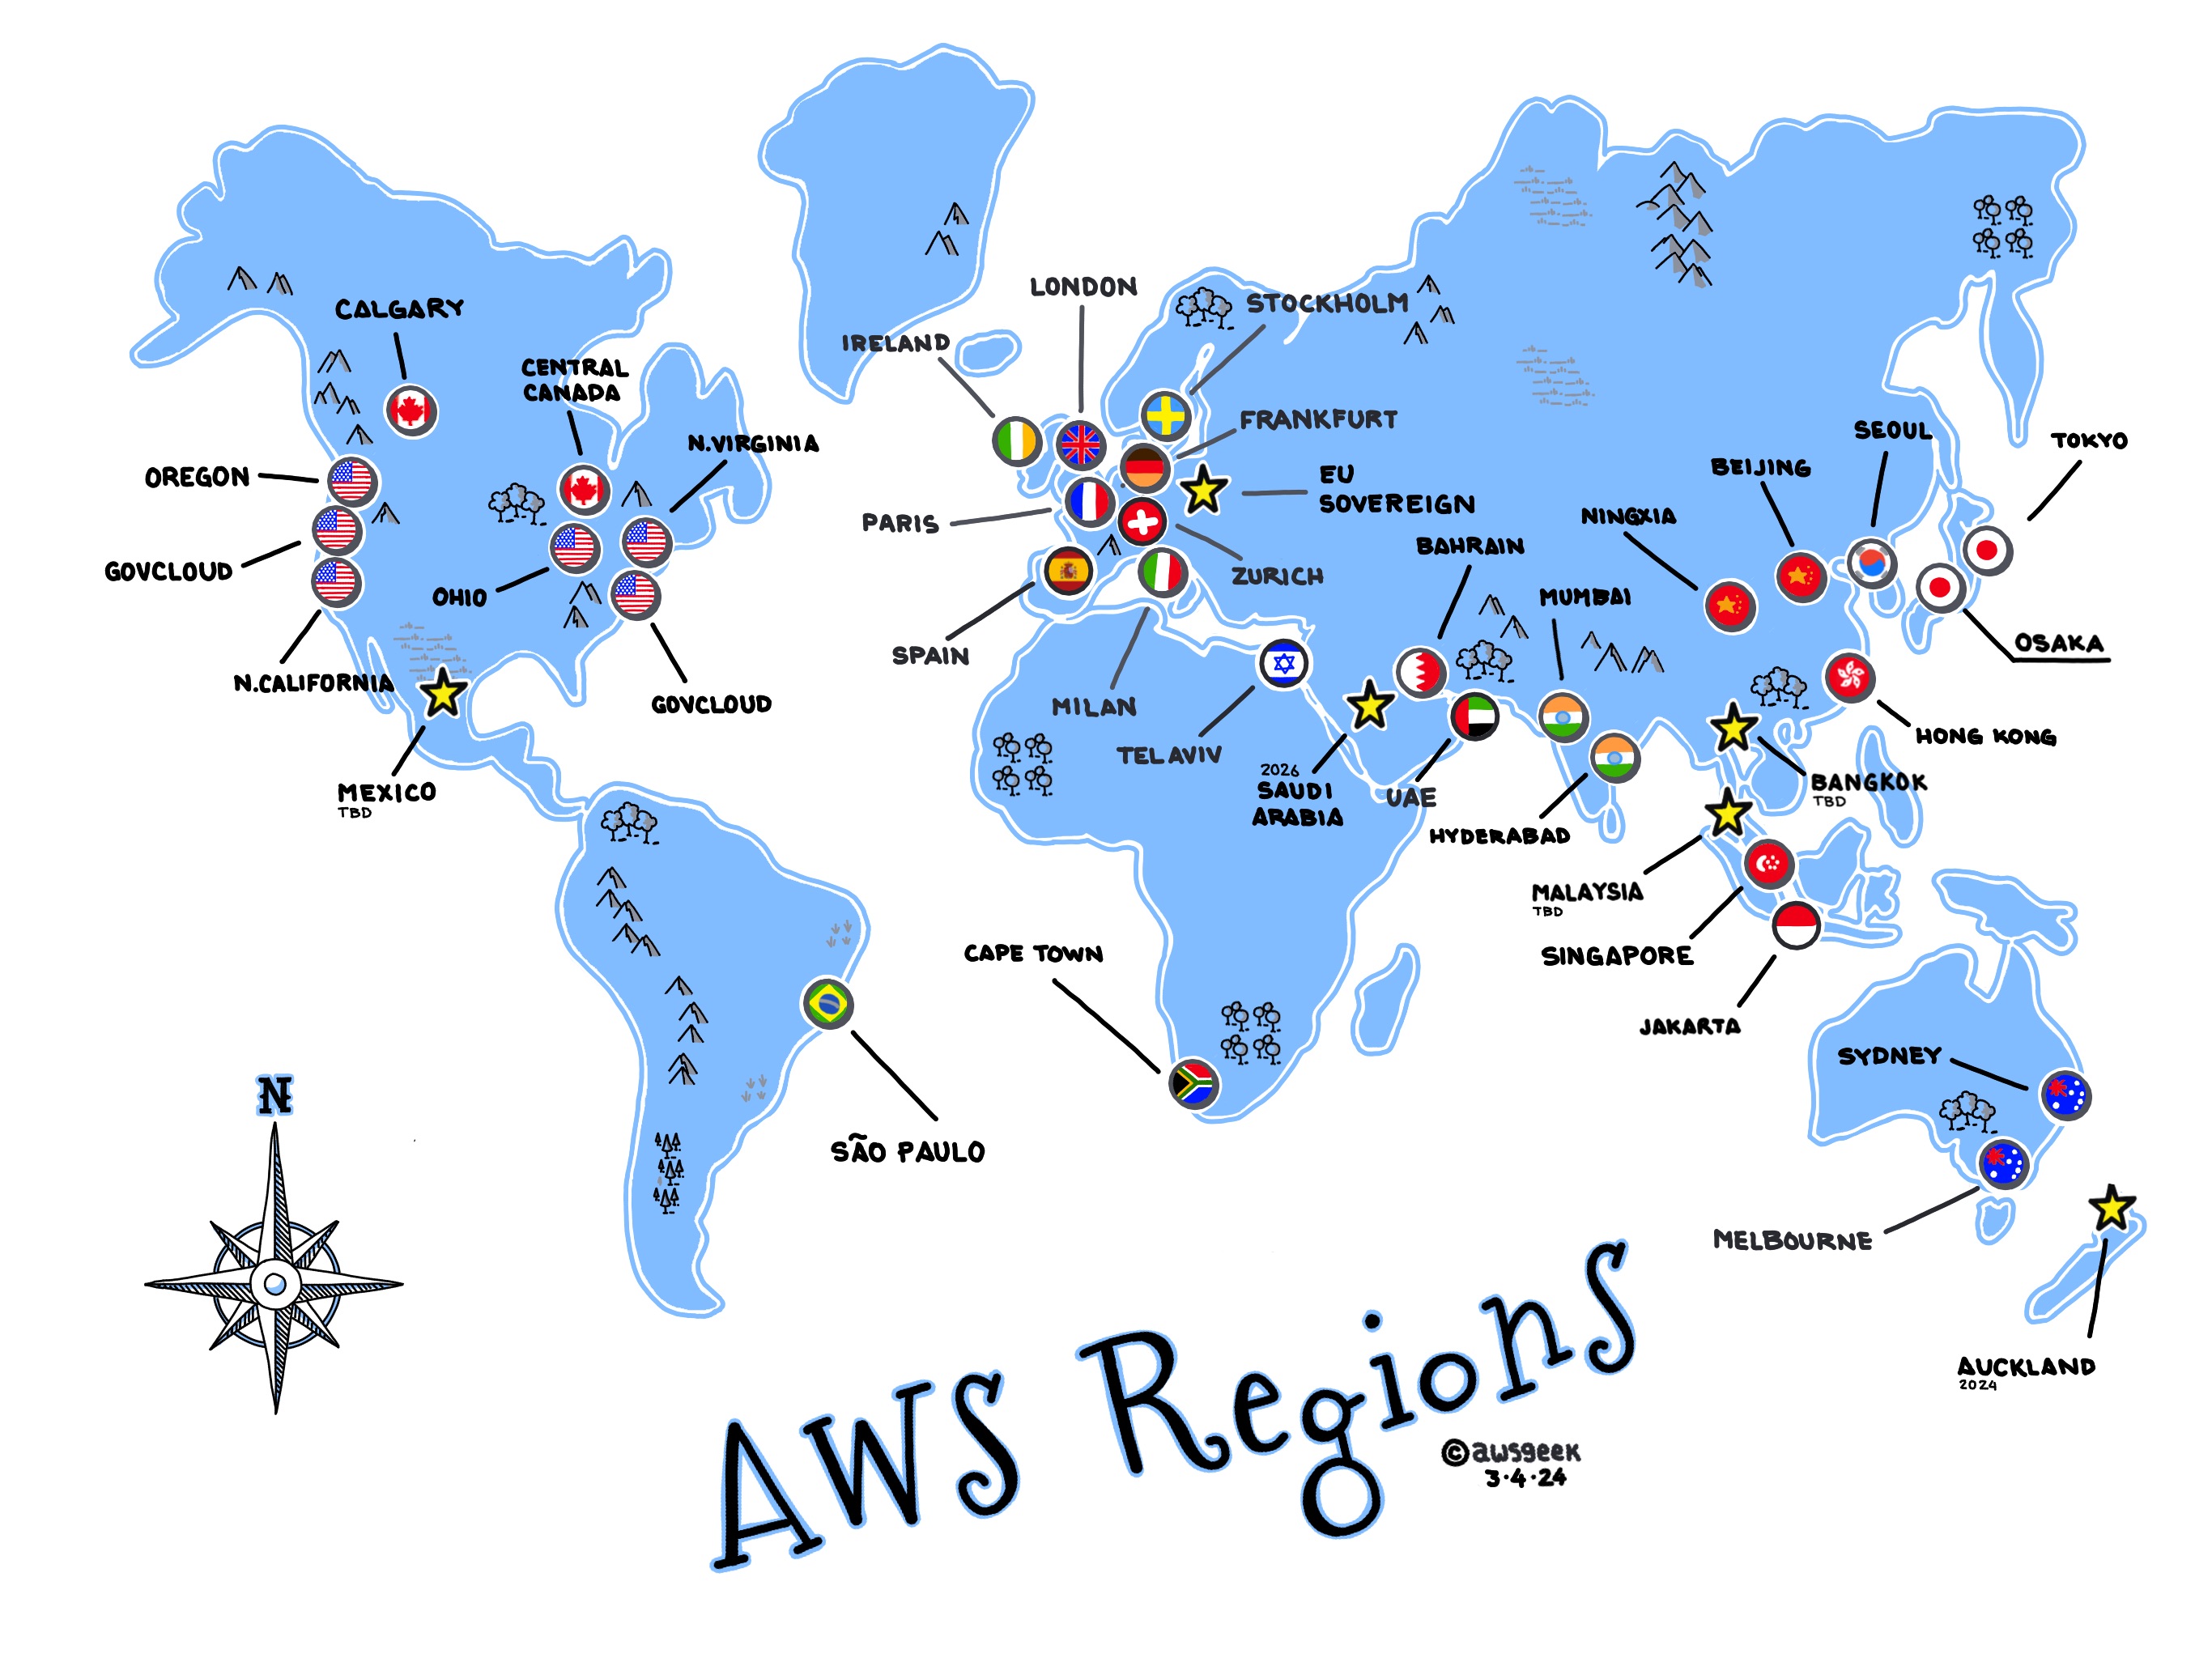 LONDON
STOCKHOLM
IRELAND
CALGARY
CENTRAL
CANADA
N.VIRGINIA
FRANKFURT
SEOUL
TOKYO
OREGON
EU
SOVEREIGN
BEIJING
NINGXIA
PARIS
BAHRAIN
GOVCLOUD
OHIO
ZURICH
MUMBAI
OSAKA
SPAIN
N.CALIFORNIA
GOVCLOUD
MILAN
TEL AVIV
HONG KONG
2026
SAUDI
ARABIA
UAE
BANGKOK
TBD
MEXICO
TBD
HYDERABAD
MALAYSIA
TBD
SINGAPORE
CAPE TOWN
JAKARTA
SYDNEY
N
SÃO PAULO
MELBOURNE
AUCKLAND
2024
AWS Regions
©awsgeek
3·4·24